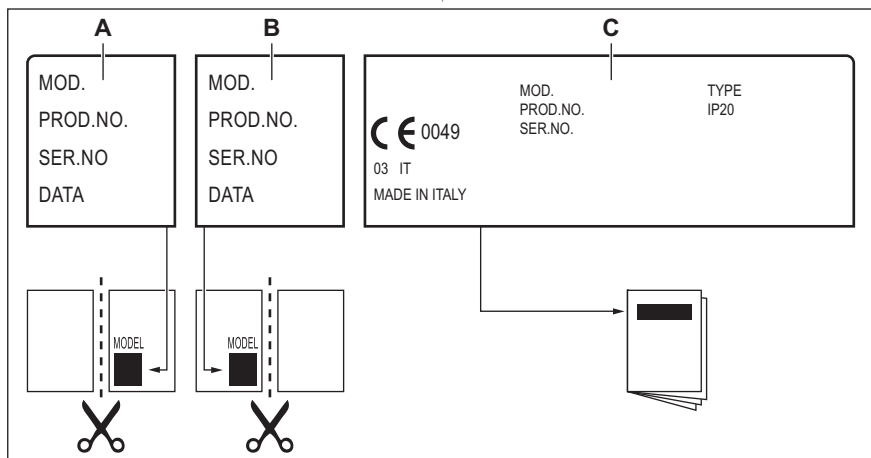 A
B
C
MOD.
PROD.NO.
SER.NO
DATA
MOD.
PROD.NO.
SER.NO
DATA
MOD.
PROD.NO.
SER.NO.
TYPE
IP20
CE 0049
03 IT
MADE IN ITALY
MODEL
MODEL